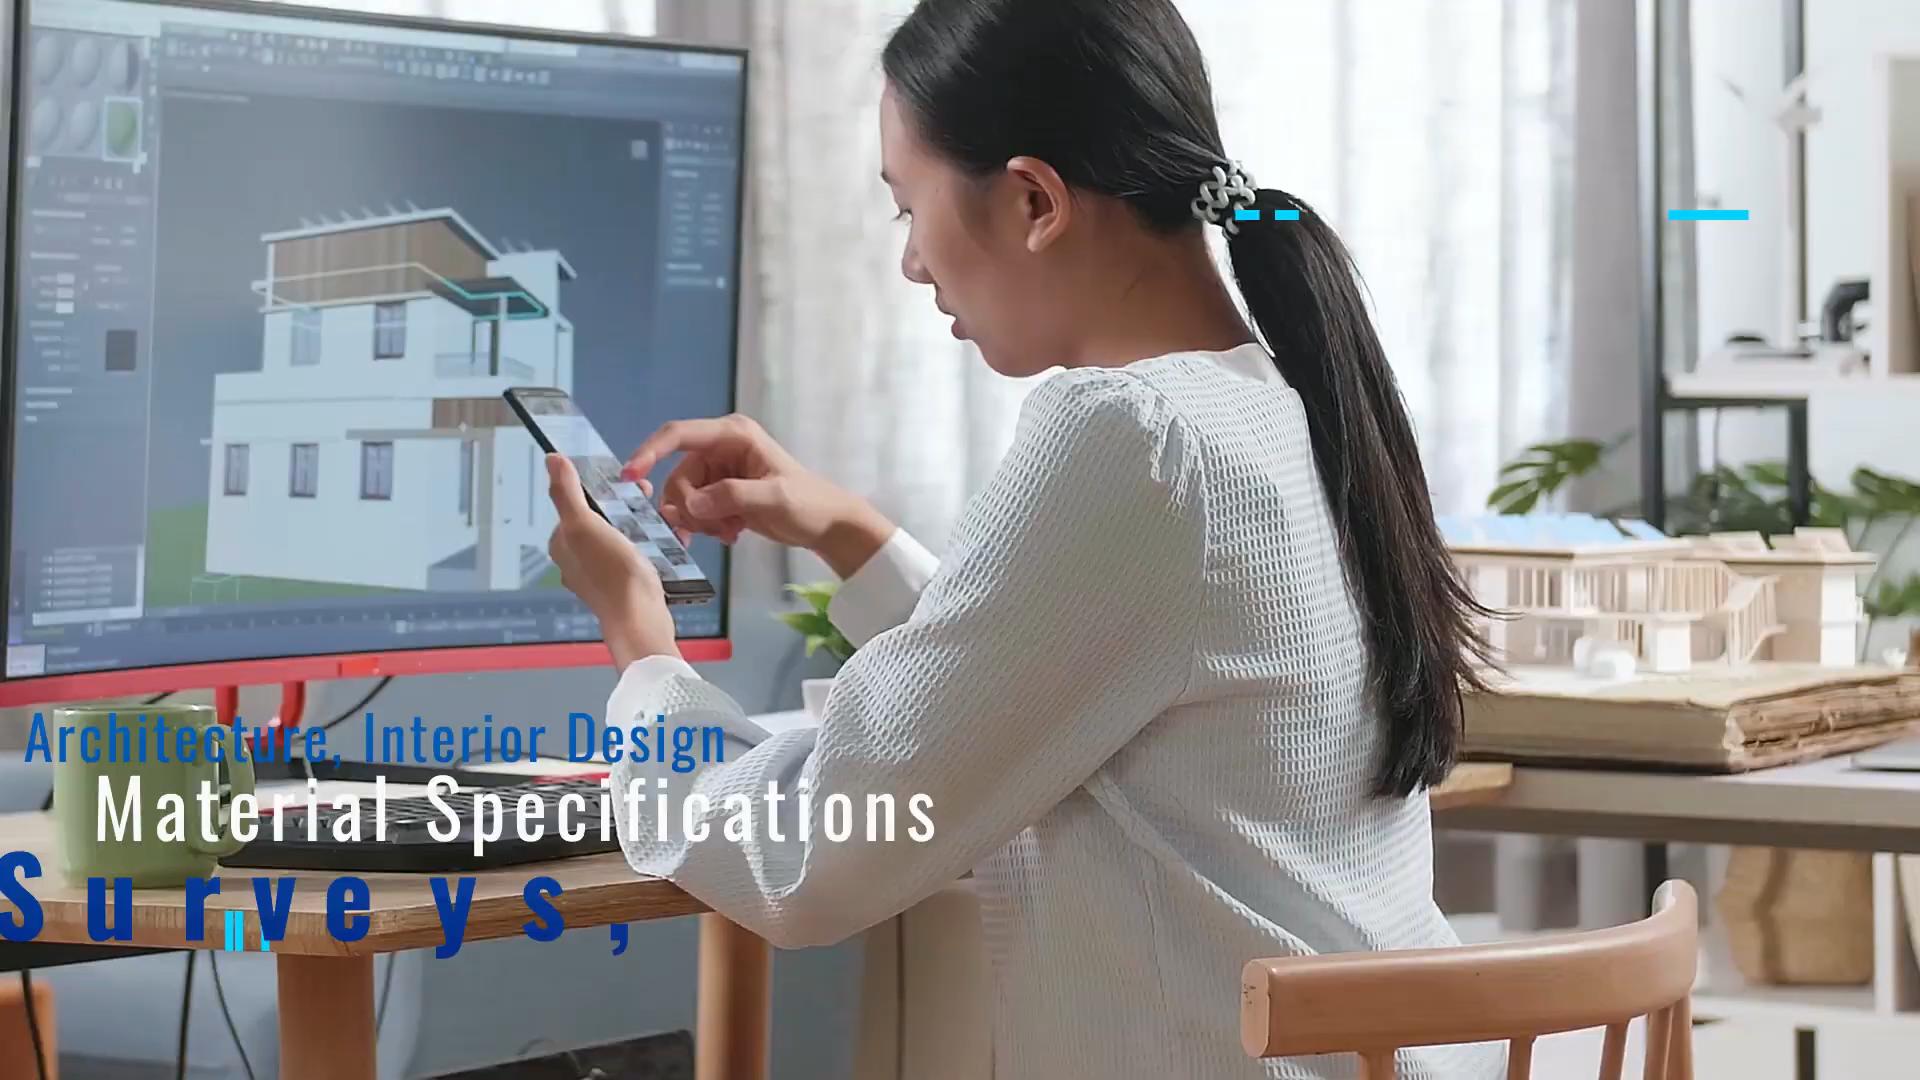 Architecture, Interior Design
Material Specifications
Surveys,